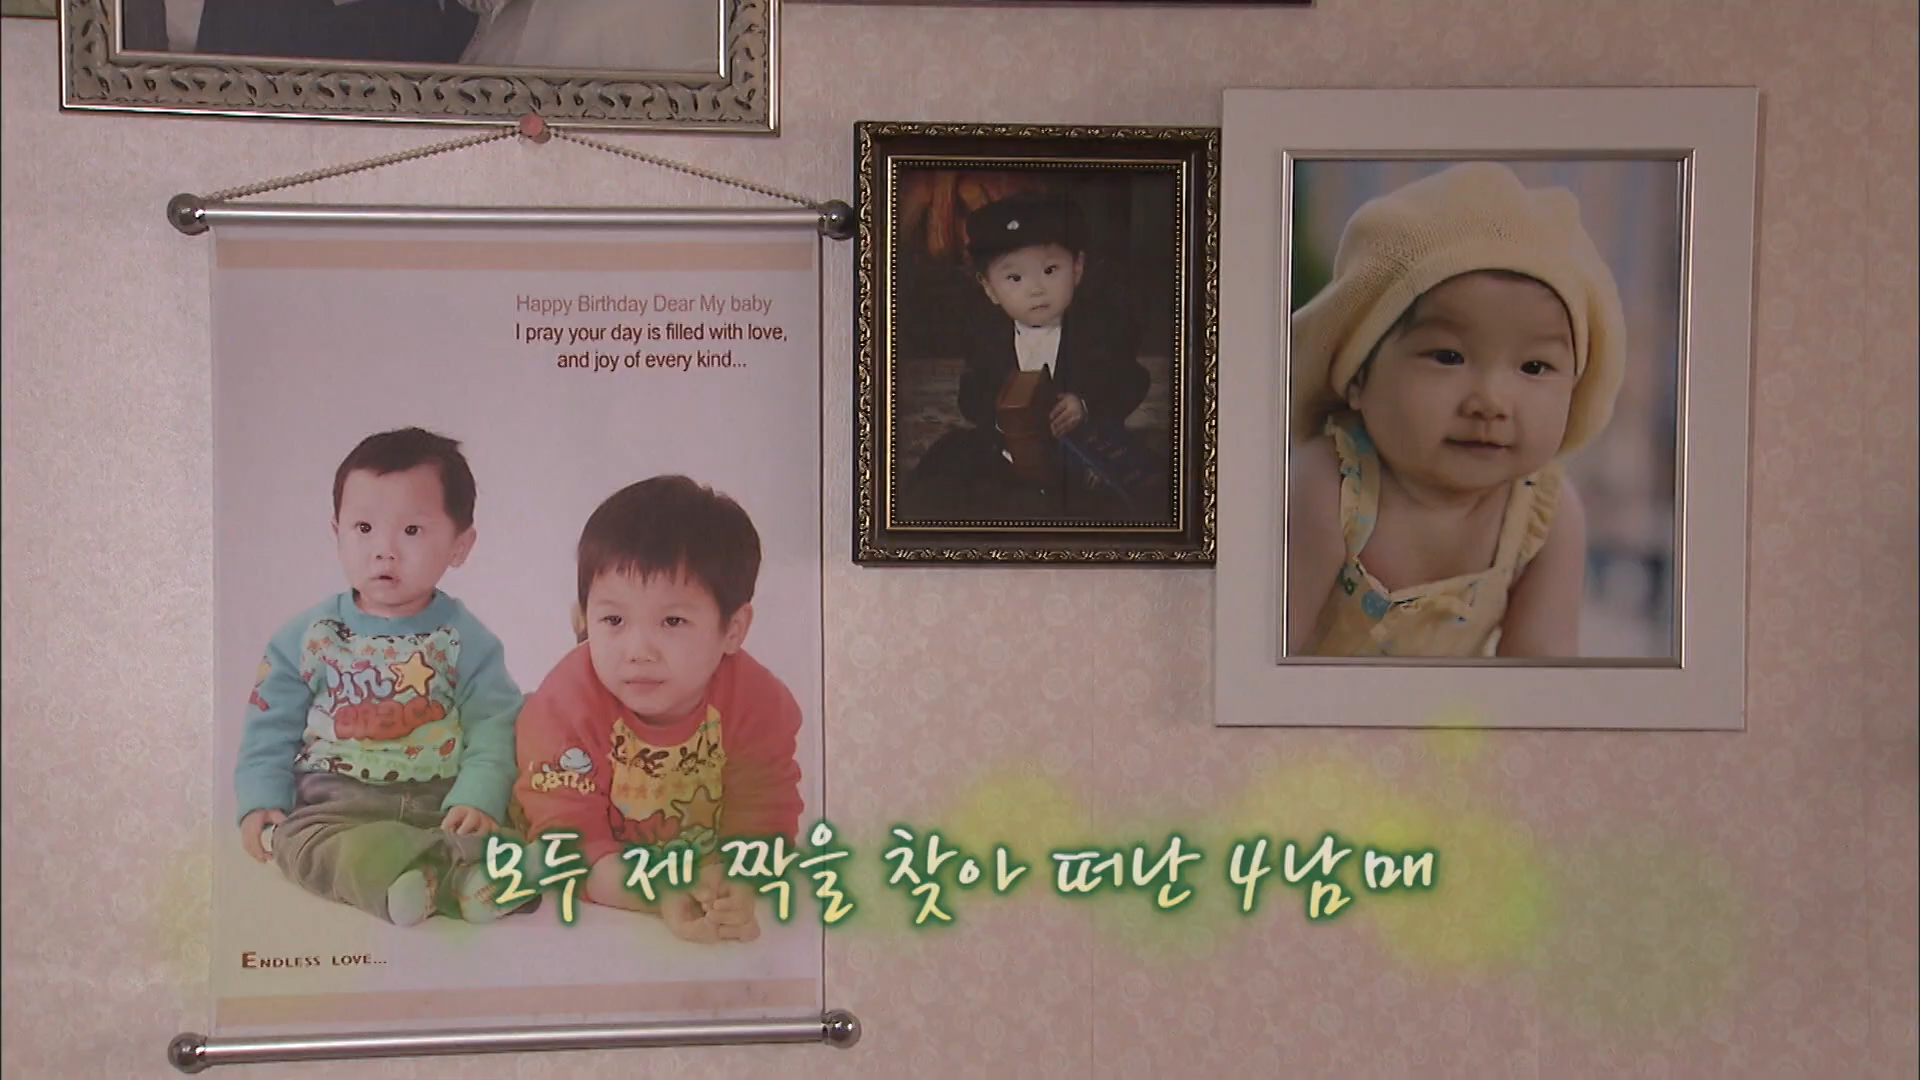 Happy Birthday Dear My baby
I pray your day is filled with love,
and joy of every kind...
ENDLESS LOVE...
모두 제 짝을 찾아 떠난 4남매